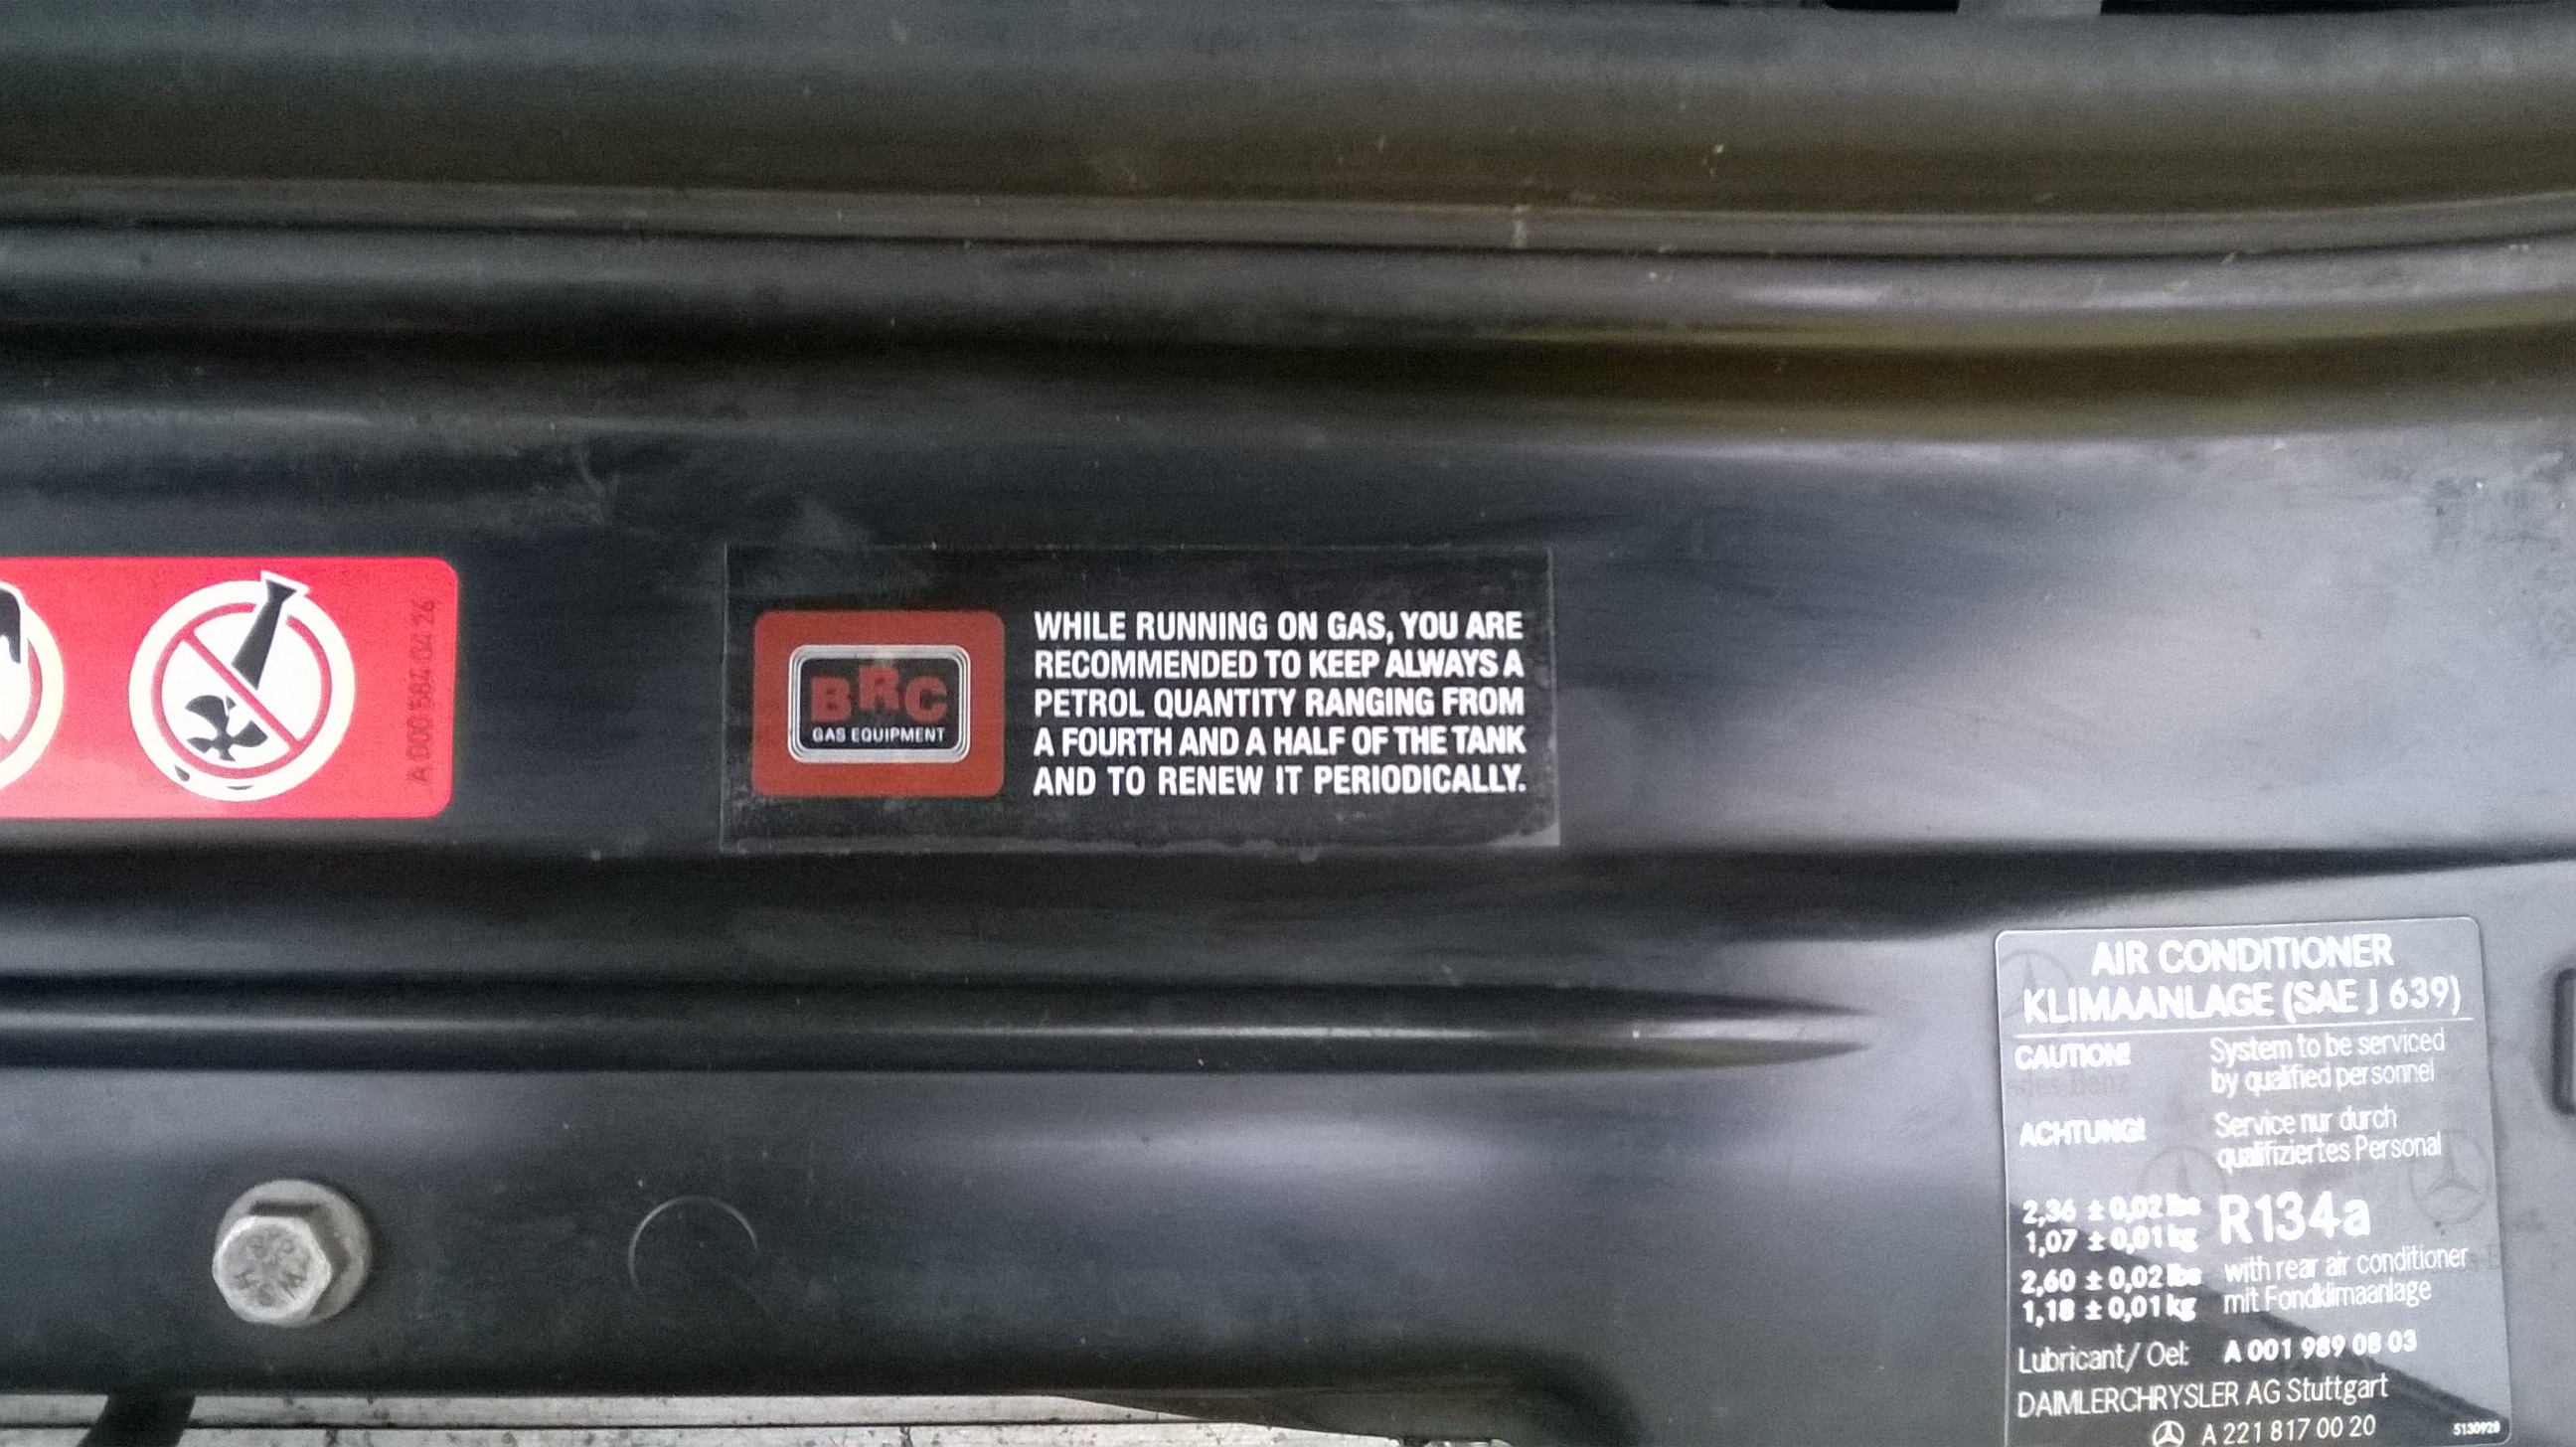 A 000 584 04 26
BRC
GAS EQUIPMENT
WHILE RUNNING ON GAS, YOU ARE
RECOMMENDED TO KEEP ALWAYS A
PETROL QUANTITY RANGING FROM
A FOURTH AND A HALF OF THE TANK
AND TO RENEW IT PERIODICALLY.
AIR CONDITIONER
KLIMAANLAGE (SAE J 639)
CAUTION! System to be serviced
by qualified personnel
ACHTUNG! Service nur durch
qualifiziertes Personal
2,36 ± 0,02 lbs R134a
1,07 ± 0,01 kg
2,60 ± 0,02 lbs with rear air conditioner
1,18 ± 0,01 kg mit Fondklimaanlage
Lubricant/ Oel: A 001 989 08 03
DAIMLERCHRYSLER AG Stuttgart
A 221 817 00 20 5130928